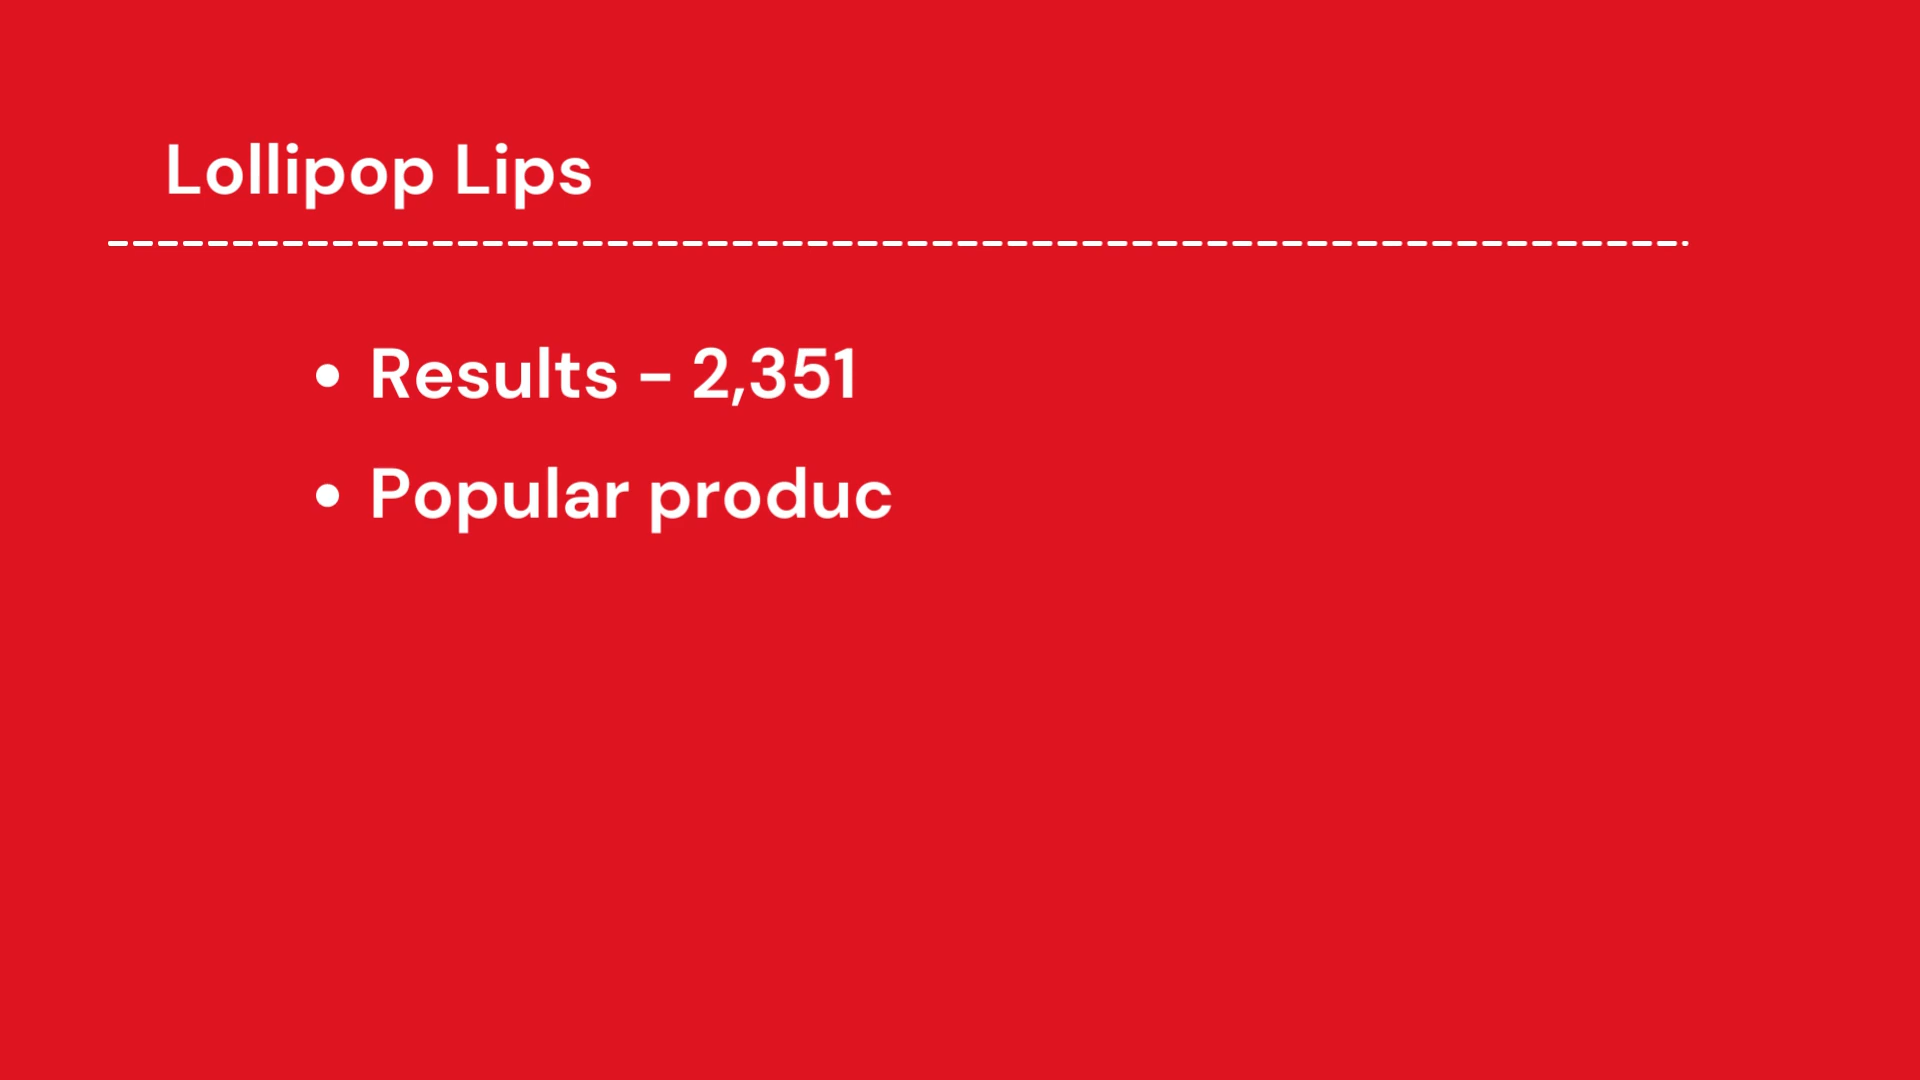 Lollipop Lips
• Results - 2,351
• Popular produc